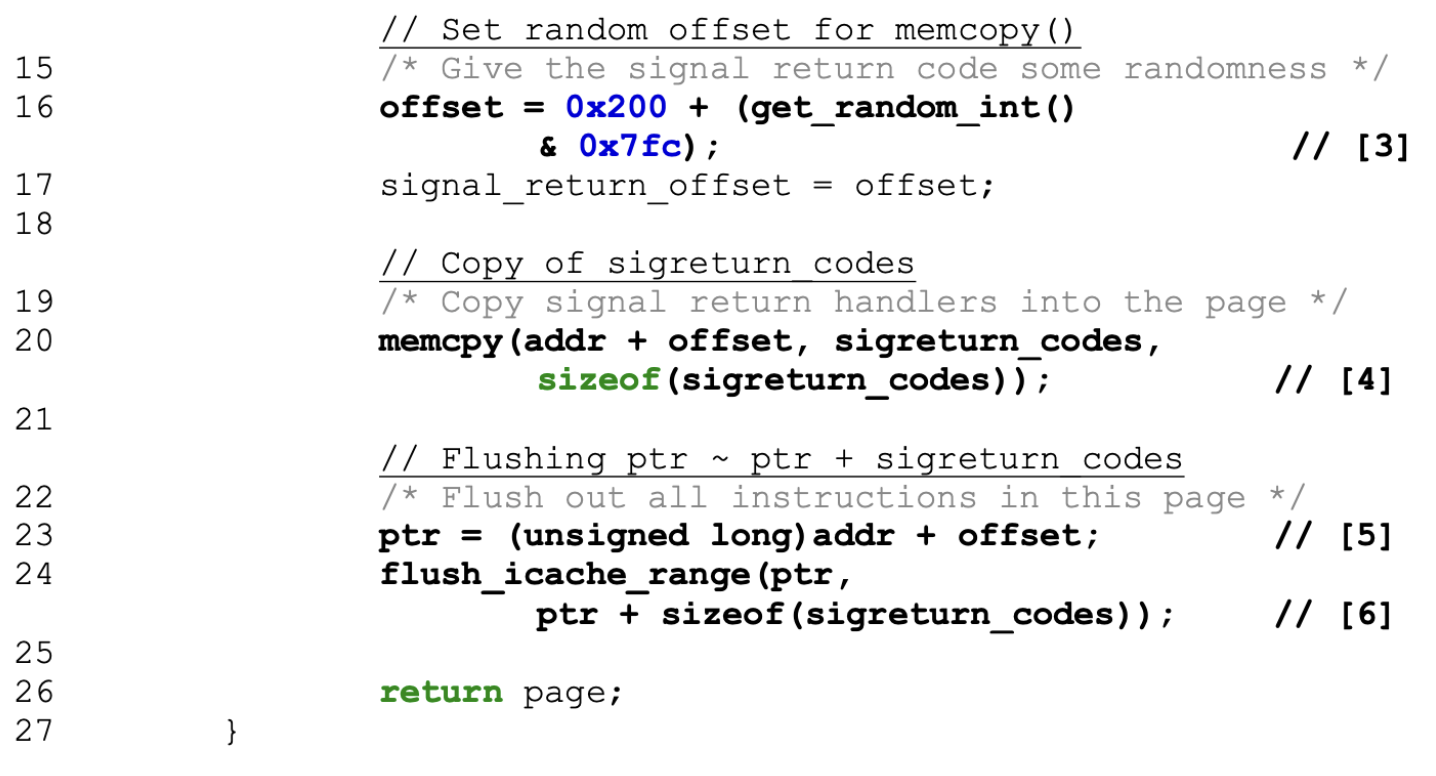 // Set random offset for memcopy()
15 /* Give the signal return code some randomness */
16 offset = 0x200 + (get_random_int()
& 0x7fc); // [3]
17 signal_return_offset = offset;
18
// Copy of sigreturn_codes
19 /* Copy signal return handlers into the page */
20 memcpy(addr + offset, sigreturn_codes,
sizeof(sigreturn_codes)); // [4]
21
// Flushing ptr ~ ptr + sigreturn_codes
22 /* Flush out all instructions in this page */
23 ptr = (unsigned long)addr + offset; // [5]
24 flush_icache_range(ptr,
ptr + sizeof(sigreturn_codes)); // [6]
25
26 return page;
27 }